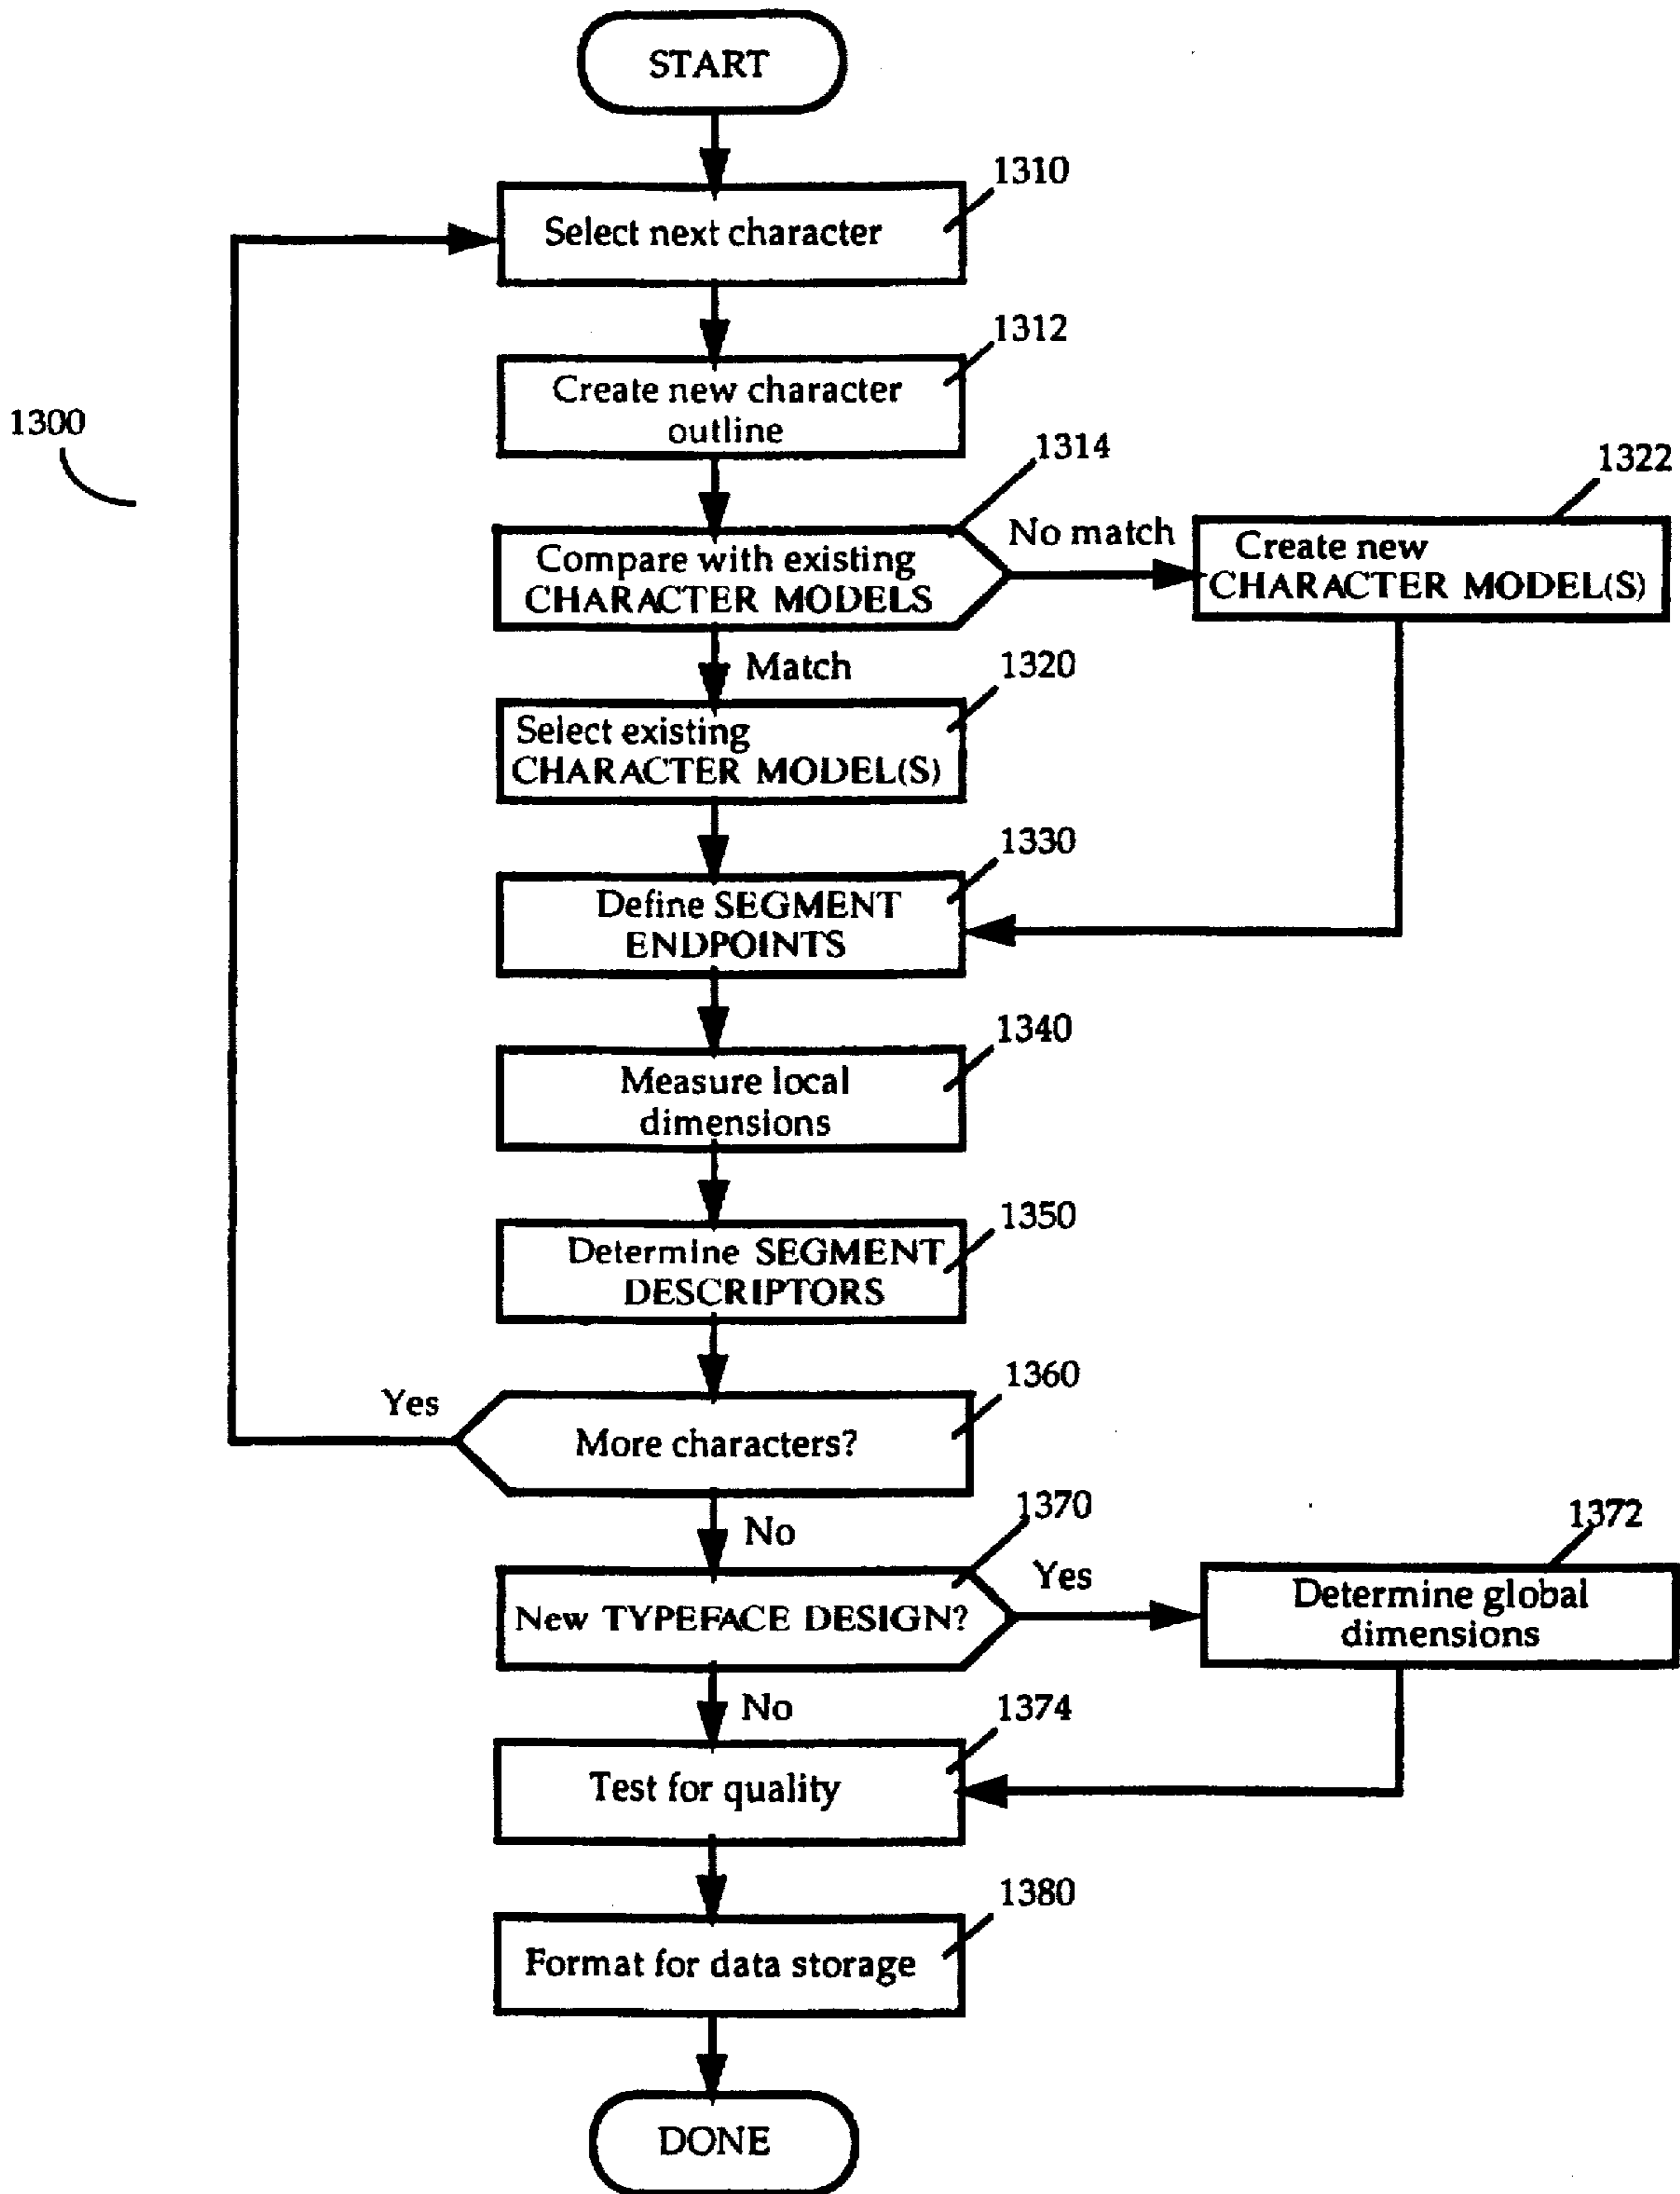 START
1310
Select next character
1312
Create new character
outline
1300
1314
1322
Compare with existing
CHARACTER MODELS
No match
Create new
CHARACTER MODEL(S)
Match
1320
Select existing
CHARACTER MODEL(S)
1330
Define SEGMENT
ENDPOINTS
1340
Measure local
dimensions
1350
Determine SEGMENT
DESCRIPTORS
1360
Yes
More characters?
1370
1372
No
New TYPEFACE DESIGN?
Yes
Determine global
dimensions
No
1374
Test for quality
1380
Format for data storage
DONE